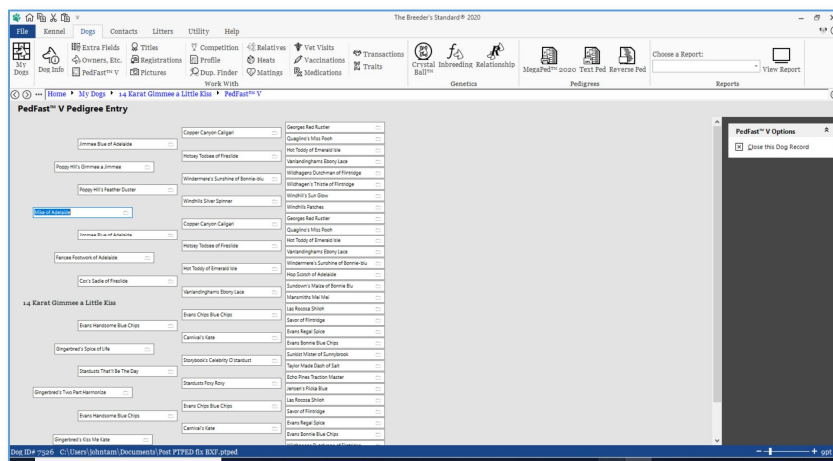 The Breeder's Standard® 2020
File Kennel Dogs Contacts Litters Utility Help
My Dogs
Dog Info
Extra Fields
Owners, Etc.
PedFast™ V
Titles
Registrations
Pictures
Competition
Profile
Dup. Finder
Relatives
Heats
Matings
Vet Visits
Vaccinations
Medications
Transactions
Traits
Work With
Crystal Ball™
Inbreeding
Relationship
Genetics
MegaPed™ 2020
Text Ped
Reverse Ped
Pedigrees
Choose a Report:
View Report
Reports
Home ‣ My Dogs ‣ 14 Karat Gimmee a Little Kiss ‣ PedFast™ V
PedFast™ V Pedigree Entry
PedFast™ V Options
Close this Dog Record
Georges Red Rustler
Copper Canyon Caligari
Quaglino's Miss Pooh
Jimmee Blue of Adelaide
Hot Toddy of Emerald Isle
Hotsey Todsee of Fireslide
Vanlandinghams Ebony Lace
Poppy Hill's Gimmee a Jimmee
Wildhagens Dutchman of Flintridge
Windermere's Sunshine of Bonnie-blu
Wildhagen's Thistle of Flintridge
Poppy Hill's Feather Duster
Windhill's Sun Glow
Windhills Silver Spinner
Windhills Patches
Mike of Adelaide
Georges Red Rustler
Copper Canyon Caligari
Quaglino's Miss Pooh
Jimmee Blue of Adelaide
Hot Toddy of Emerald Isle
Hotsey Todsee of Fireslide
Vanlandinghams Ebony Lace
Fancee Footwork of Adelaide
Windermere's Sunshine of Bonnie-blu
Hot Toddy of Emerald Isle
Hop Scotch of Adelaide
Cox's Sadie of Fireslide
Sundown's Maize of Bonnie Blu
Vanlandinghams Ebony Lace
Mansmiths Mai Mei
14 Karat Gimmee a Little Kiss
Las Rocosa Shiloh
Evans Chips Blue Chips
Savor of Flintridge
Evans Handsome Blue Chips
Evans Regal Spice
Carnival's Kate
Evans Bonnie Blue Chips
Gingerbred's Spice of Life
Sunkist Mister of Sunnybrook
Storybook's Celebrity O'stardust
Taylor Made Dash of Salt
Stardusts That'll Be The Day
Echo Pines Traction Master
Stardusts Foxy Roxy
Jensen's Flicka Blue
Gingerbred's Two Part Harmonize
Las Rocosa Shiloh
Evans Chips Blue Chips
Savor of Flintridge
Evans Handsome Blue Chips
Evans Regal Spice
Carnival's Kate
Evans Bonnie Blue Chips
Gingerbred's Kiss Me Kate
Dog ID# 7526 C:\Users\johntam\Documents\Post PTPED fix BXF.ptped
9pt